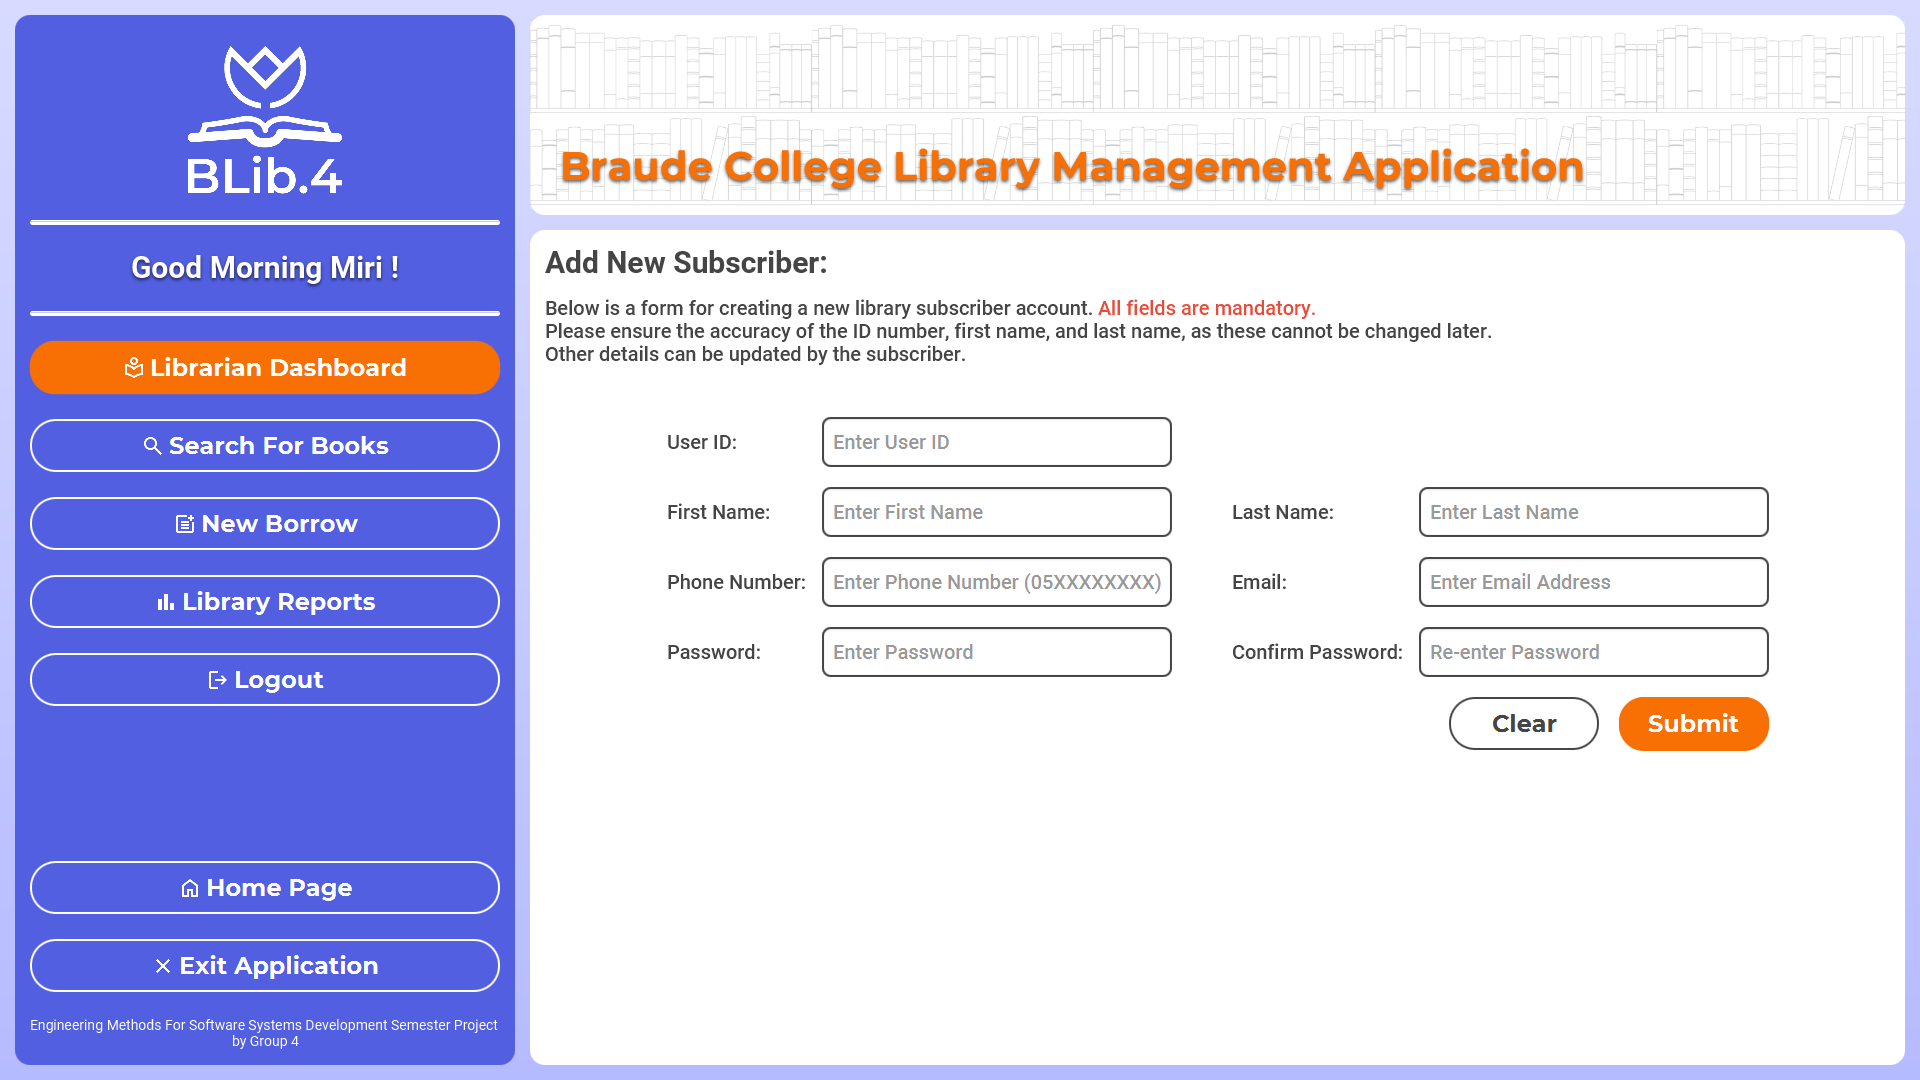 BLib.4
Good Morning Miri !
Librarian Dashboard
Search For Books
New Borrow
Library Reports
Logout
Home Page
Exit Application
Engineering Methods For Software Systems Development Semester Project
by Group 4
Braude College Library Management Application
Add New Subscriber:
Below is a form for creating a new library subscriber account. All fields are mandatory.
Please ensure the accuracy of the ID number, first name, and last name, as these cannot be changed later.
Other details can be updated by the subscriber.
User ID: Enter User ID
First Name: Enter First Name Last Name: Enter Last Name
Phone Number: Enter Phone Number (05XXXXXXXX) Email: Enter Email Address
Password: Enter Password Confirm Password: Re-enter Password
Clear Submit